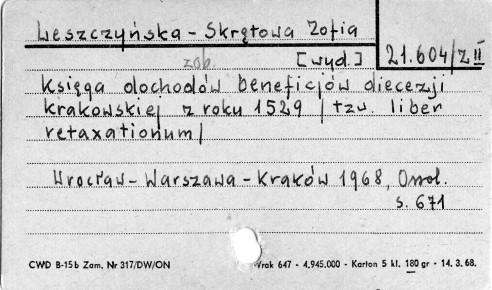 Leszczyńska-Skrętowa Zofia
zob. [wyd.] 21.604/Z II
Księga dochodów beneficjów diecezji
krakowskiej z roku 1529 /tzw. liber
retaxationum/
Wrocław-Warszawa-Kraków 1968, Ossol.
s. 671
CWD B-15b Zam. Nr 317/DW/ON Wrak 647 - 4,945.000 - Karton 5 kl. 180 gr - 14. 3. 68.